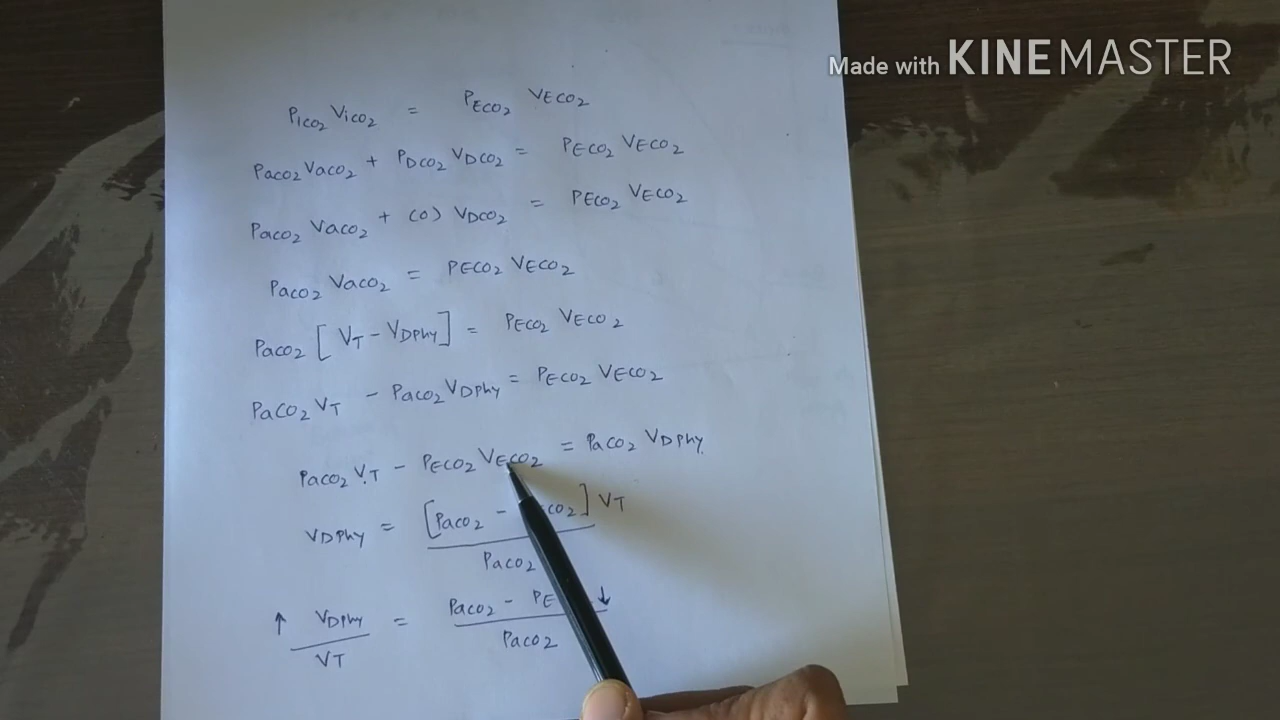 Made with KINEMASTER
PICO2 VICO2 = PECO2 VECO2
PaCO2 VaCO2 + PDCO2 VDCO2 = PECO2 VECO2
PaCO2 VaCO2 + (0) VDCO2 = PECO2 VECO2
PaCO2 VaCO2 = PECO2 VECO2
PaCO2 [VT - VDPhy] = PECO2 VECO2
PaCO2 VT - PaCO2 VDPhy = PECO2 VECO2
PaCO2 VT - PECO2 VECO2 = PaCO2 VDPhy
VDPhy = [PaCO2 - CO2] VT
PaCO2
↑ VDPhy = PaCO2 - PE ↓
VT PaCO2